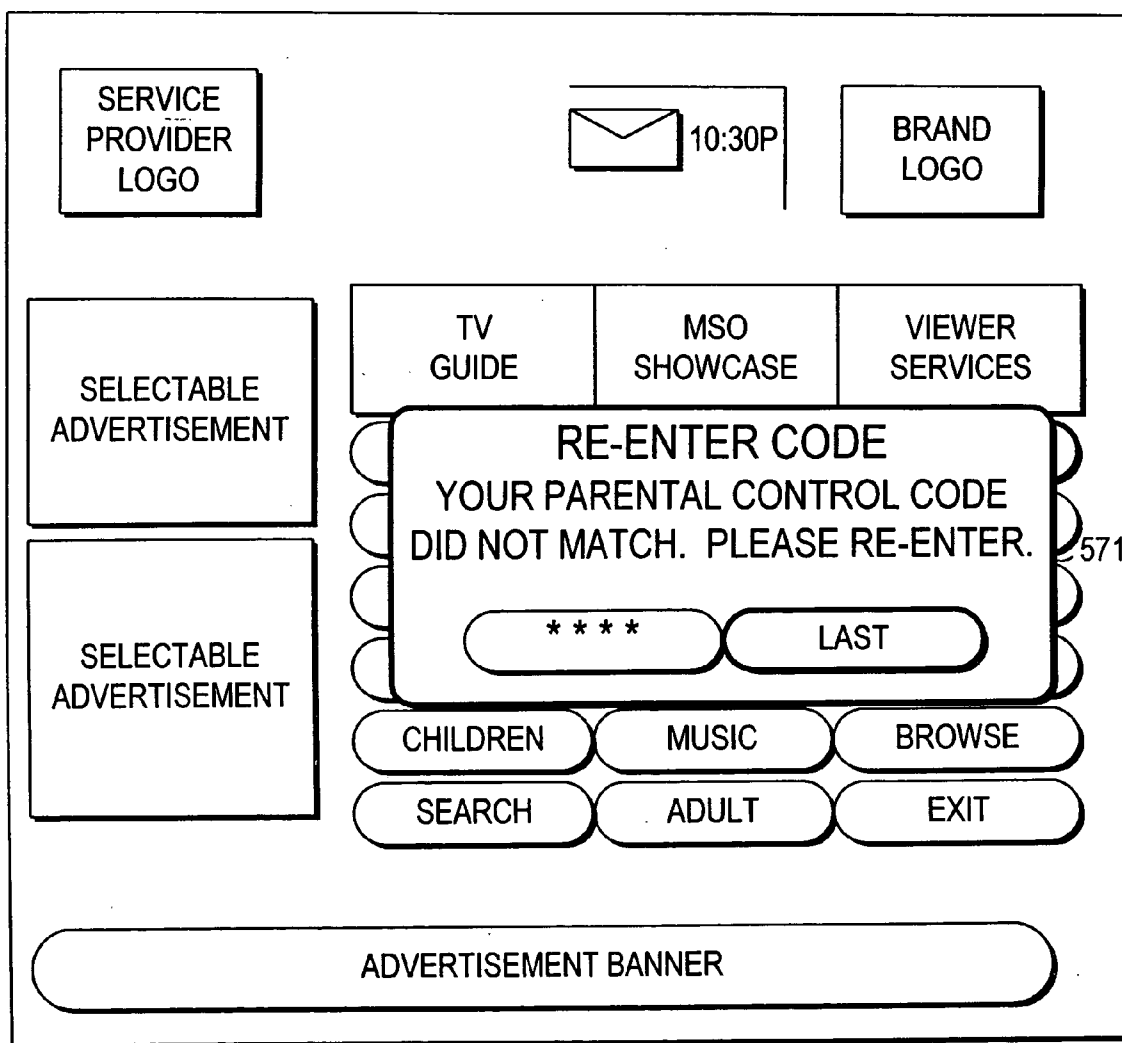 SERVICE
PROVIDER
LOGO
10:30P
BRAND
LOGO
SELECTABLE
ADVERTISEMENT
SELECTABLE
ADVERTISEMENT
TV
GUIDE
MSO
SHOWCASE
VIEWER
SERVICES
RE-ENTER CODE
YOUR PARENTAL CONTROL CODE
DID NOT MATCH. PLEASE RE-ENTER.
571
* * * *
LAST
CHILDREN
MUSIC
BROWSE
SEARCH
ADULT
EXIT
ADVERTISEMENT BANNER